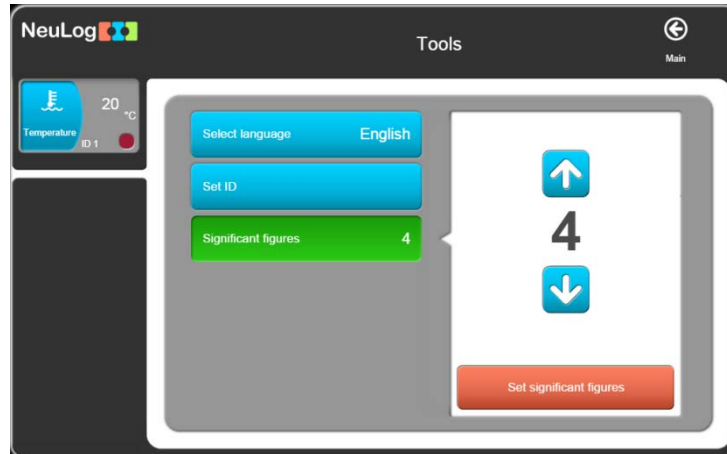 NeuLog
Tools
Main
20 °C
Temperature
ID 1
Select language English
Set ID
Significant figures 4
4
Set significant figures